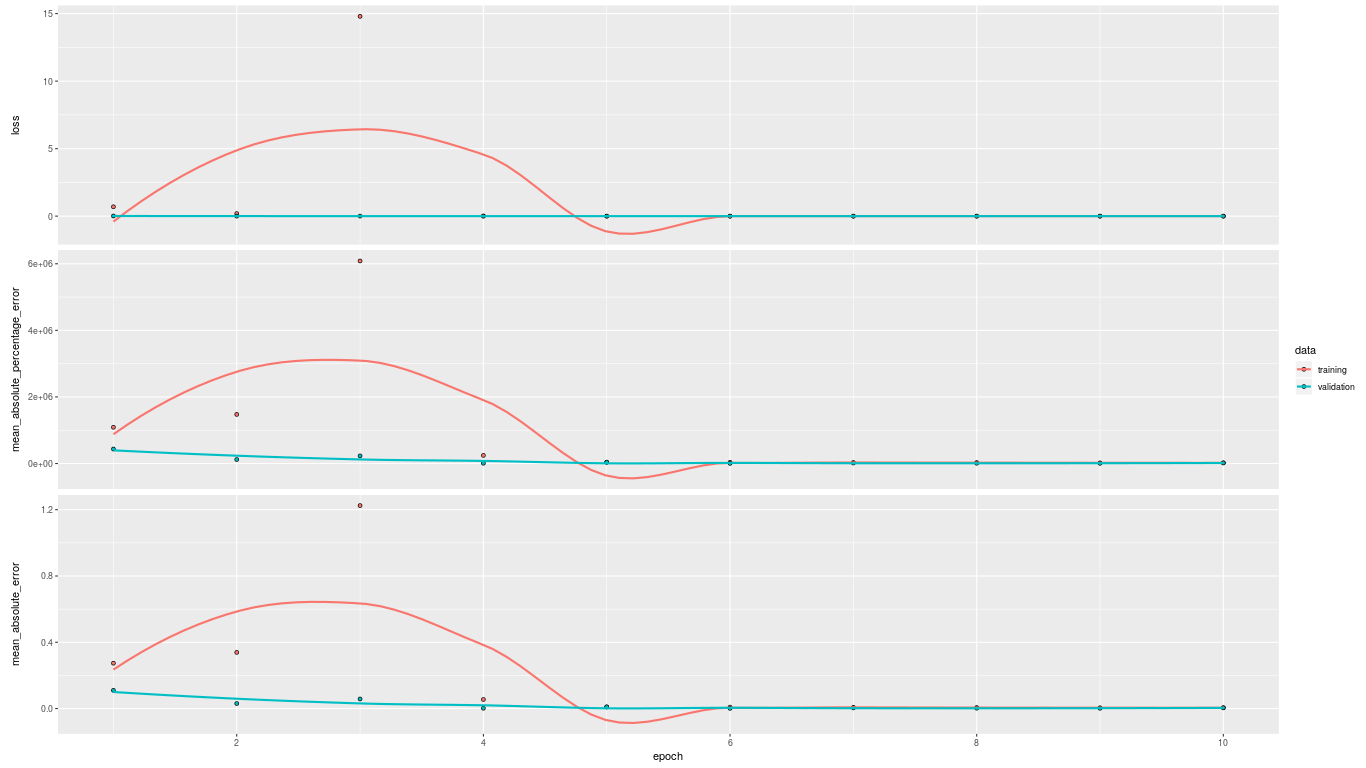 15
10
5
0
loss
6e+06
4e+06
2e+06
0e+00
mean_absolute_percentage_error
1.2
0.8
0.4
0.0
mean_absolute_error
2
4
6
8
10
epoch
data
training
validation